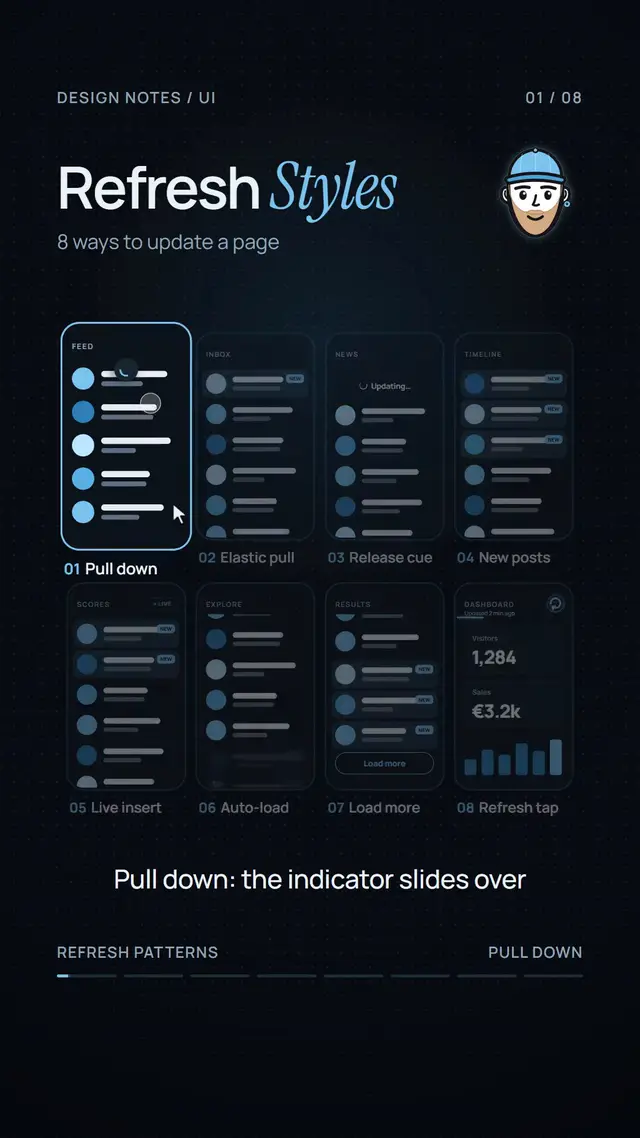 DESIGN NOTES / UI
01 / 08
Refresh Styles
8 ways to update a page
FEED
INBOX
NEW
NEWS
Updating...
TIMELINE
NEW
NEW
NEW
01 Pull down
02 Elastic pull
03 Release cue
04 New posts
SCORES
• LIVE
NEW
NEW
EXPLORE
RESULTS
NEW
NEW
NEW
Load more
DASHBOARD
Updated 2 min ago
Visitors
1,284
Sales
€3.2k
05 Live insert
06 Auto-load
07 Load more
08 Refresh tap
Pull down: the indicator slides over
REFRESH PATTERNS
PULL DOWN